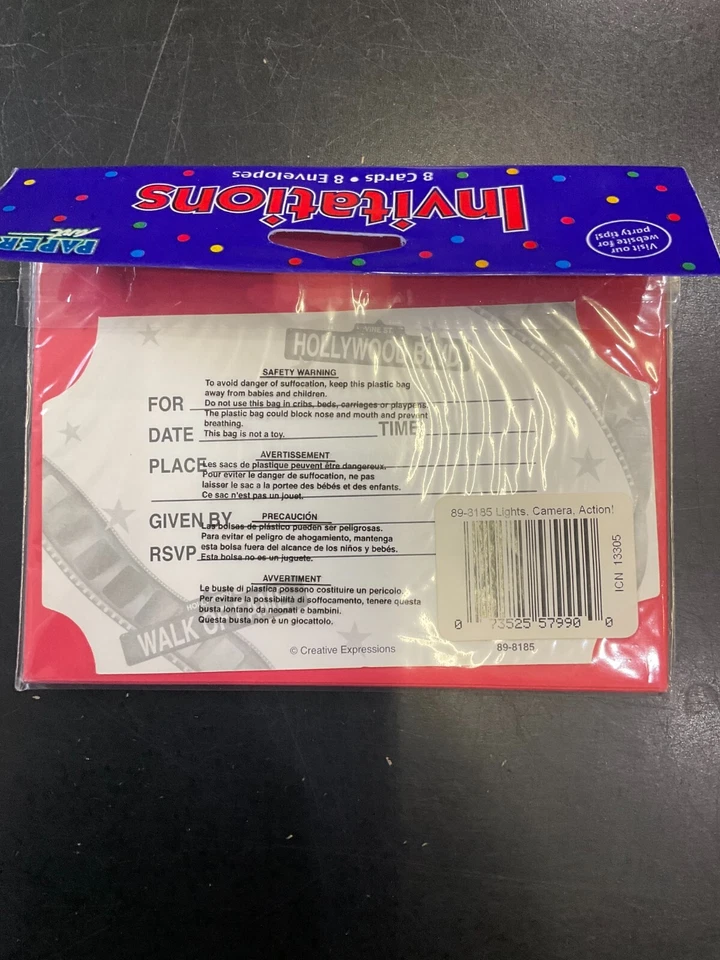 Invitations
8 Cards • 8 Envelopes
PAPER
Art
Visit our
website for
party tips!
VINE ST
HOLLYWOOD BLVD
SAFETY WARNING
To avoid danger of suffocation, keep this plastic bag
away from babies and children.
Do not use this bag in cribs, beds, carriages or playpens.
The plastic bag could block nose and mouth and prevent
breathing.
This bag is not a toy.
FOR
DATE
TIME
AVERTISSEMENT
Les sacs de plastique peuvent être dangereux.
Pour eviter le danger de suffocation, ne pas
laisser le sac a la portee des bébés et des enfants.
Ce sac n'est pas un jouet.
PLACE
GIVEN BY
PRECAUCIÓN
Las bolsas de plástico pueden ser peligrosas.
Para evitar el peligro de ahogamiento, mantenga
esta bolsa fuera del alcance de los niños y bebés.
Esta bolsa no es un juguete.
RSVP
AVVERTIMENT
Le buste di plastica possono costituire un pericolo.
Per evitare la possibilità di soffocamento, tenere questa
busta lontano da neonati e bambini.
Questa busta non è un giocattolo.
WALK OF
© Creative Expressions
89-3185 Lights, Camera, Action!
ICN 13305
0 73525 57990 0
89-8185